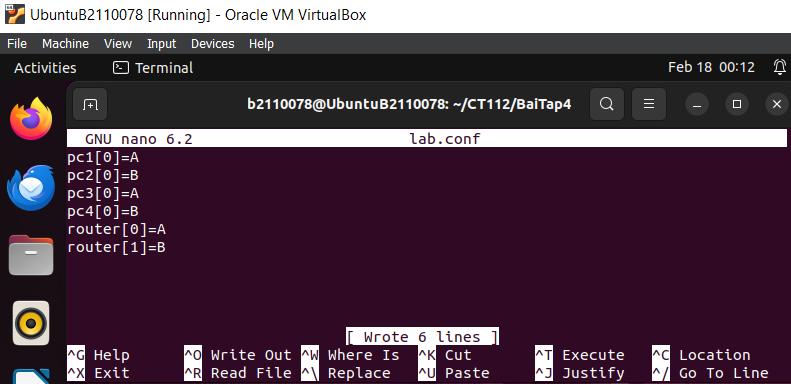 UbuntuB2110078 [Running] - Oracle VM VirtualBox
File Machine View Input Devices Help
Activities Terminal Feb 18 00:12
b2110078@UbuntuB2110078: ~/CT112/BaiTap4
GNU nano 6.2 lab.conf
pc1[0]=A
pc2[0]=B
pc3[0]=A
pc4[0]=B
router[0]=A
router[1]=B
[ Wrote 6 lines ]
^G Help ^O Write Out ^W Where Is ^K Cut ^T Execute ^C Location
^X Exit ^R Read File ^\ Replace ^U Paste ^J Justify ^/ Go To Line